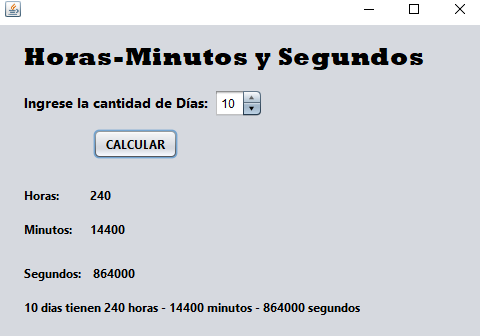 Horas-Minutos y Segundos
Ingrese la cantidad de Días: 10
CALCULAR
Horas: 240
Minutos: 14400
Segundos: 864000
10 dias tienen 240 horas - 14400 minutos - 864000 segundos